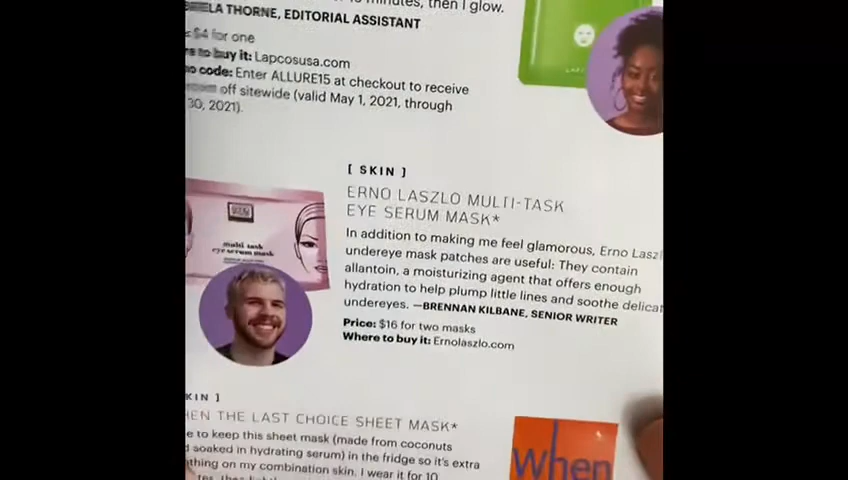 minutes, then I glow.
LA THORNE, EDITORIAL ASSISTANT
$4 for one
to buy it: Lapcosusa.com
code: Enter ALLURE15 at checkout to receive
off sitewide (valid May 1, 2021, through
30, 2021).
[ SKIN ]
ERNO LASZLO MULTI-TASK
EYE SERUM MASK*
In addition to making me feel glamorous, Erno Laszl
undereye mask patches are useful: They contain
allantoin, a moisturizing agent that offers enough
hydration to help plump little lines and soothe delicat
undereyes. —BRENNAN KILBANE, SENIOR WRITER
Price: $16 for two masks
Where to buy it: Ernolaszlo.com
multi task
eye serum mask
KIN ]
HEN THE LAST CHOICE SHEET MASK*
e to keep this sheet mask (made from coconuts
d soaked in hydrating serum) in the fridge so it's extra
thing on my combination skin. I wear it for 10
when